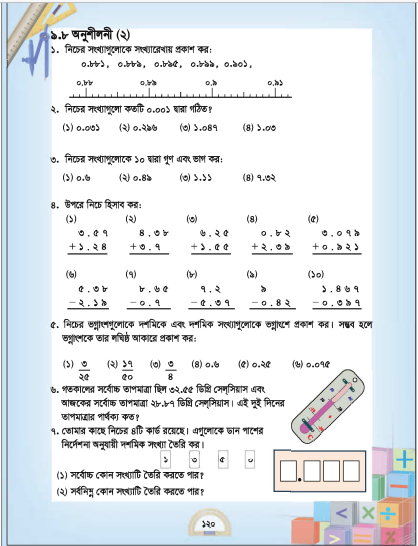 ৯.৮ অনুশীলনী (২)
১. নিচের সংখ্যাগুলোকে সংখ্যারেখায় প্রকাশ কর:
০.৮৮১, ০.৮৮৯, ০.৮৯৫, ০.৮৯৯, ০.৯০১,
০.৮৮ ০.৮৯ ০.৯ ০.৯১
২. নিচের সংখ্যাগুলো কতটি ০.০০১ দ্বারা গঠিত?
(১) ০.০৩১ (২) ০.২৯৬ (৩) ১.০৪৭ (৪) ১.০৩
৩. নিচের সংখ্যাগুলোকে ১০ দ্বারা গুণ এবং ভাগ কর:
(১) ০.৬ (২) ০.৪৯ (৩) ১.১১ (৪) ৭.৩২
৪. উপরে নিচে হিসাব কর:
(১) (২) (৩) (৪) (৫)
৩.৫৭ ৪.৩৮ ৬.২৫ ০.৮২ ৩.০৭৯
+১.২৪ +৩.৭ +১.৫৫ +২.৩৯ +০.৯২১
(৬) (৭) (৮) (৯) (১০)
৫.৩৮ ৮.৬৫ ৭.২ ৯ ১.৪৬৭
−২.১৯ −০.৭ −৫.৩৭ −০.৪২ −০.৩৯৭
৫. নিচের ভগ্নাংশগুলোকে দশমিকে এবং দশমিক সংখ্যাগুলোকে ভগ্নাংশে প্রকাশ কর। সম্ভব হলে
ভগ্নাংশকে তার লঘিষ্ঠ আকারে প্রকাশ কর:
(১) ৩/২৫ (২) ১৭/৫০ (৩) ৩/৪ (৪) ০.৬ (৫) ০.২৫ (৬) ০.০৭৫
৬. গতকালের সর্বোচ্চ তাপমাত্রা ছিল ৩২.৫৫ ডিগ্রি সেলসিয়াস এবং
আজকের সর্বোচ্চ তাপমাত্রা ২৮.৮৭ ডিগ্রি সেল্‌সিয়াস। এই দুই দিনের
তাপমাত্রার পার্থক্য কত?
৭. তোমার কাছে নিচের ৪টি কার্ড রয়েছে। এগুলোকে ডান পাশের
নির্দেশনা অনুযায়ী দশমিক সংখ্যা তৈরি কর।
১ ৩ ৫ ০
(১) সর্বোচ্চ কোন সংখ্যাটি তৈরি করতে পার?
(২) সর্বনিম্ন কোন সংখ্যাটি তৈরি করতে পার?
১২০